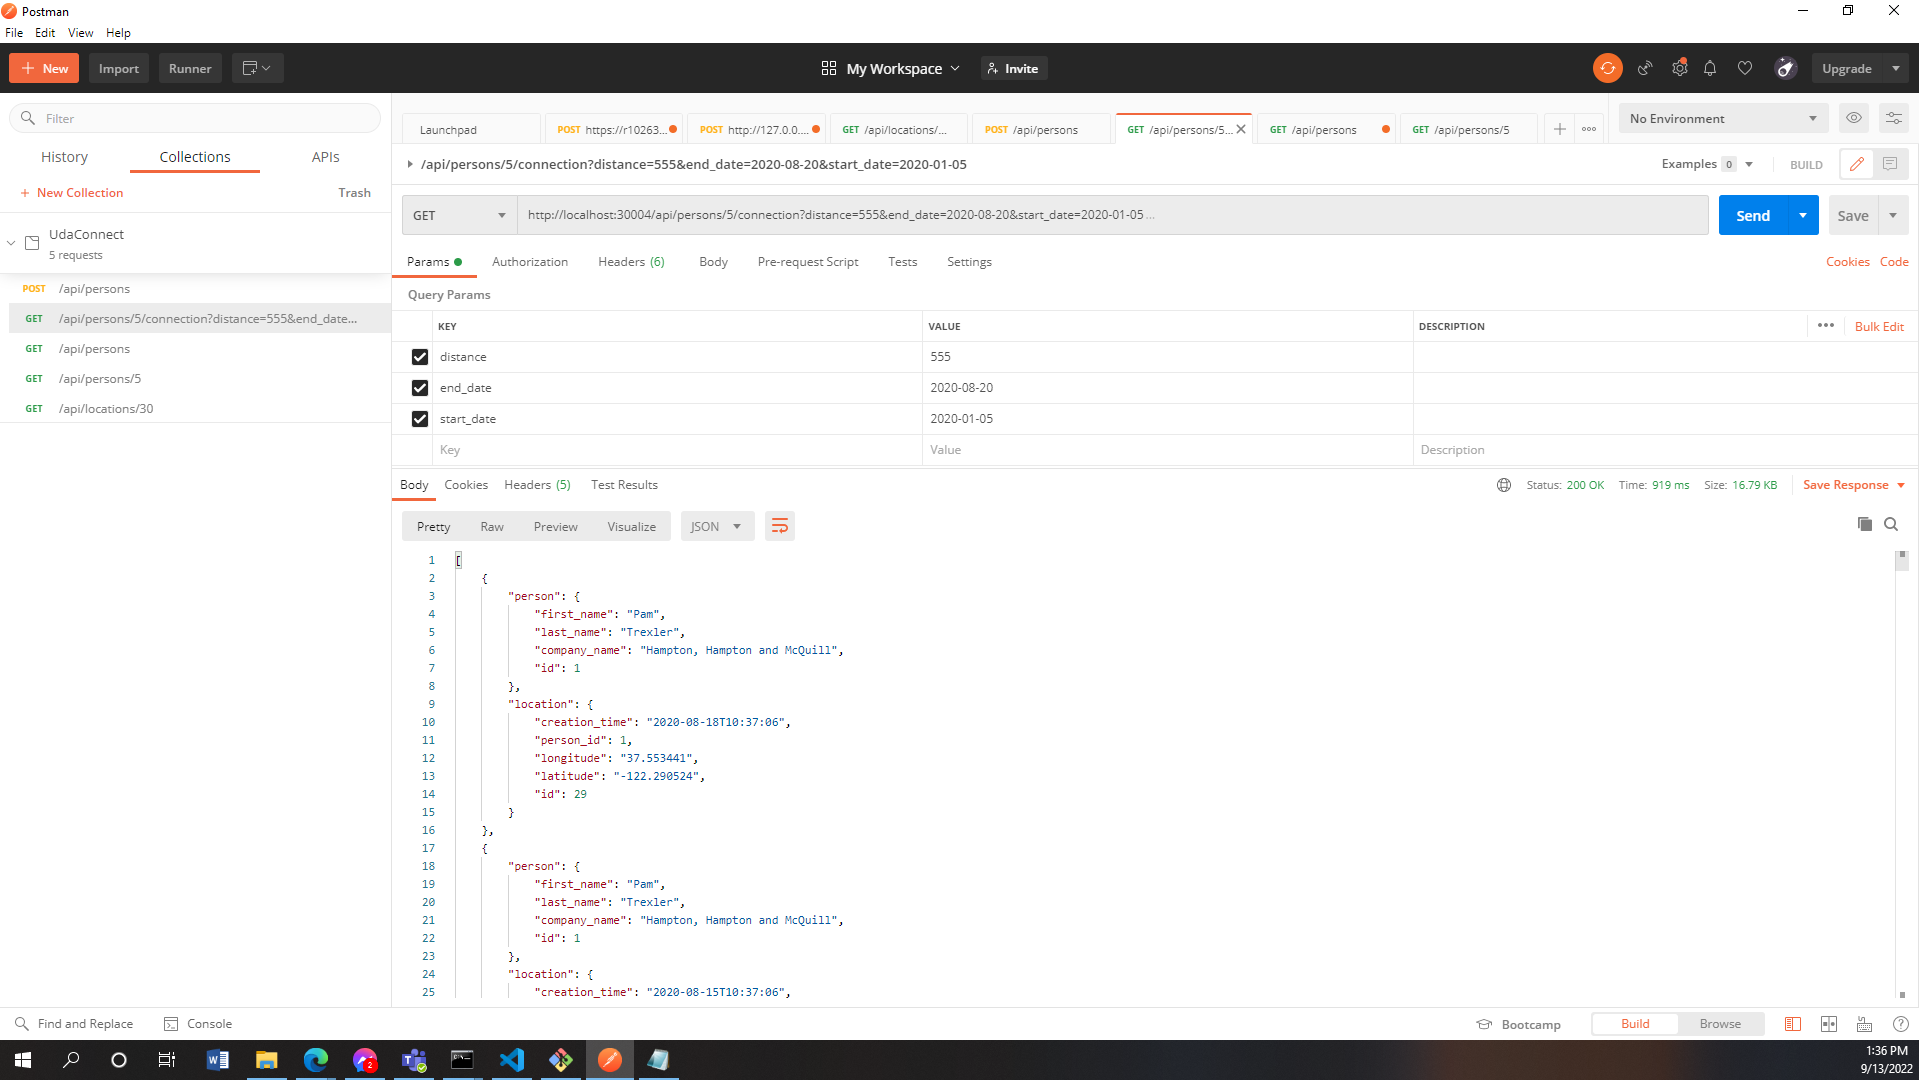 Postman
File Edit View Help
New Import Runner My Workspace Invite Upgrade
Filter
History Collections APIs
New Collection Trash
UdaConnect
5 requests
POST /api/persons
GET /api/persons/5/connection?distance=555&end_date...
GET /api/persons
GET /api/persons/5
GET /api/locations/30
Launchpad
POST https://r10263...
POST http://127.0.0....
GET /api/locations/...
POST /api/persons
GET /api/persons/5...
GET /api/persons
GET /api/persons/5
No Environment
/api/persons/5/connection?distance=555&end_date=2020-08-20&start_date=2020-01-05
Examples 0 BUILD
GET http://localhost:30004/api/persons/5/connection?distance=555&end_date=2020-08-20&start_date=2020-01-05 ...
Send Save
Params Authorization Headers (6) Body Pre-request Script Tests Settings Cookies Code
Query Params
KEY VALUE DESCRIPTION Bulk Edit
distance 555
end_date 2020-08-20
start_date 2020-01-05
Key Value Description
Body Cookies Headers (5) Test Results Status: 200 OK Time: 919 ms Size: 16.79 KB Save Response
Pretty Raw Preview Visualize JSON
1 [
2 {
3 "person": {
4 "first_name": "Pam",
5 "last_name": "Trexler",
6 "company_name": "Hampton, Hampton and McQuill",
7 "id": 1
8 },
9 "location": {
10 "creation_time": "2020-08-18T10:37:06",
11 "person_id": 1,
12 "longitude": "37.553441",
13 "latitude": "-122.290524",
14 "id": 29
15 }
16 },
17 {
18 "person": {
19 "first_name": "Pam",
20 "last_name": "Trexler",
21 "company_name": "Hampton, Hampton and McQuill",
22 "id": 1
23 },
24 "location": {
25 "creation_time": "2020-08-15T10:37:06",
Find and Replace Console Bootcamp Build Browse
2
1:36 PM
9/13/2022